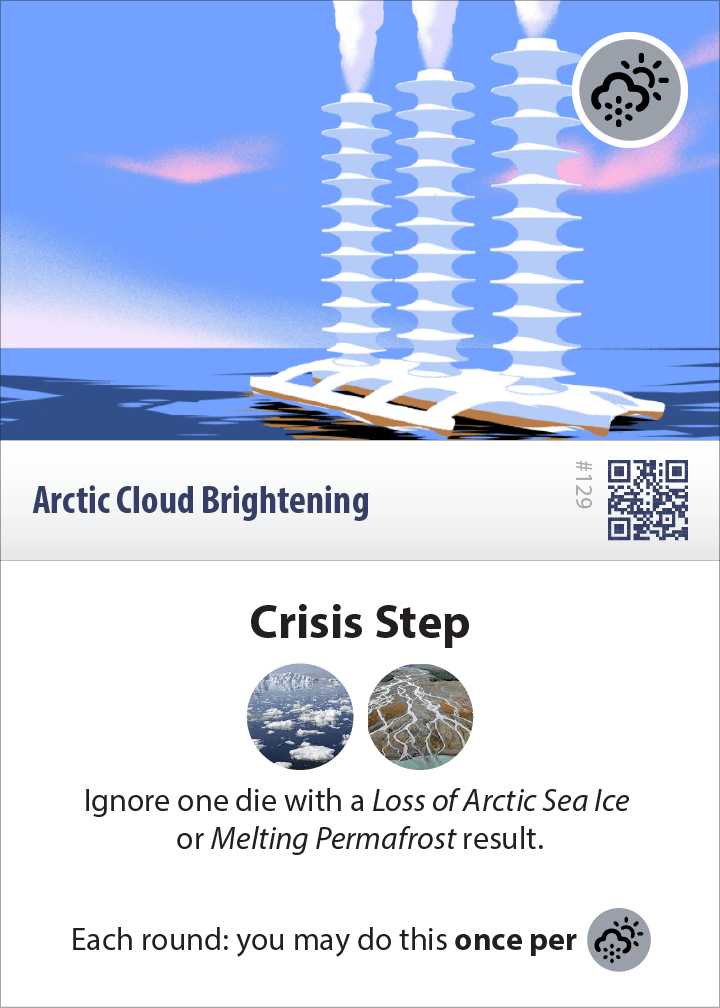 Arctic Cloud Brightening
#129
Crisis Step
Ignore one die with a Loss of Arctic Sea Ice
or Melting Permafrost result.
Each round: you may do this once per